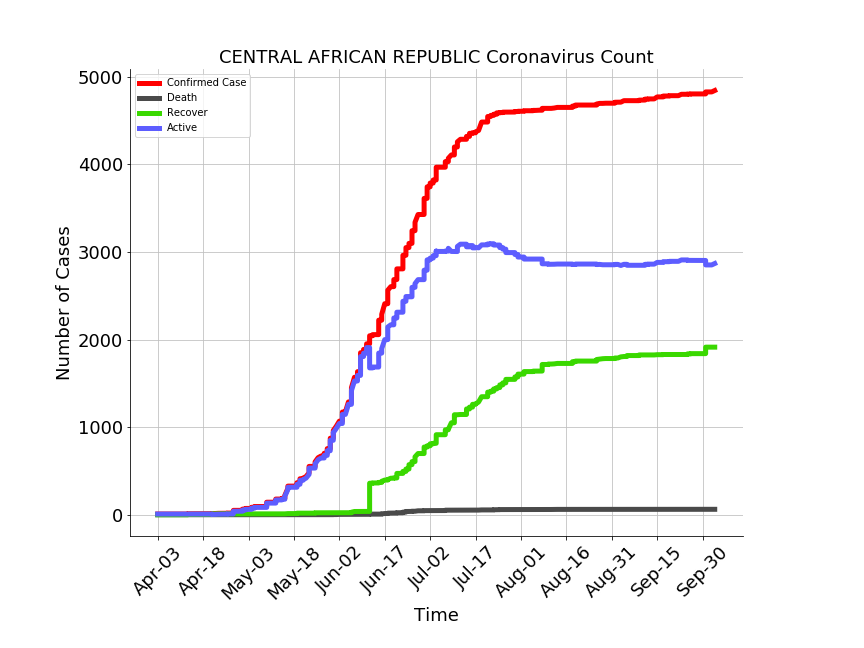 CENTRAL AFRICAN REPUBLIC Coronavirus Count
Confirmed Case
Death
Recover
Active
Number of Cases
5000
4000
3000
2000
1000
0
Apr-03
Apr-18
May-03
May-18
Jun-02
Jun-17
Jul-02
Jul-17
Aug-01
Aug-16
Aug-31
Sep-15
Sep-30
Time